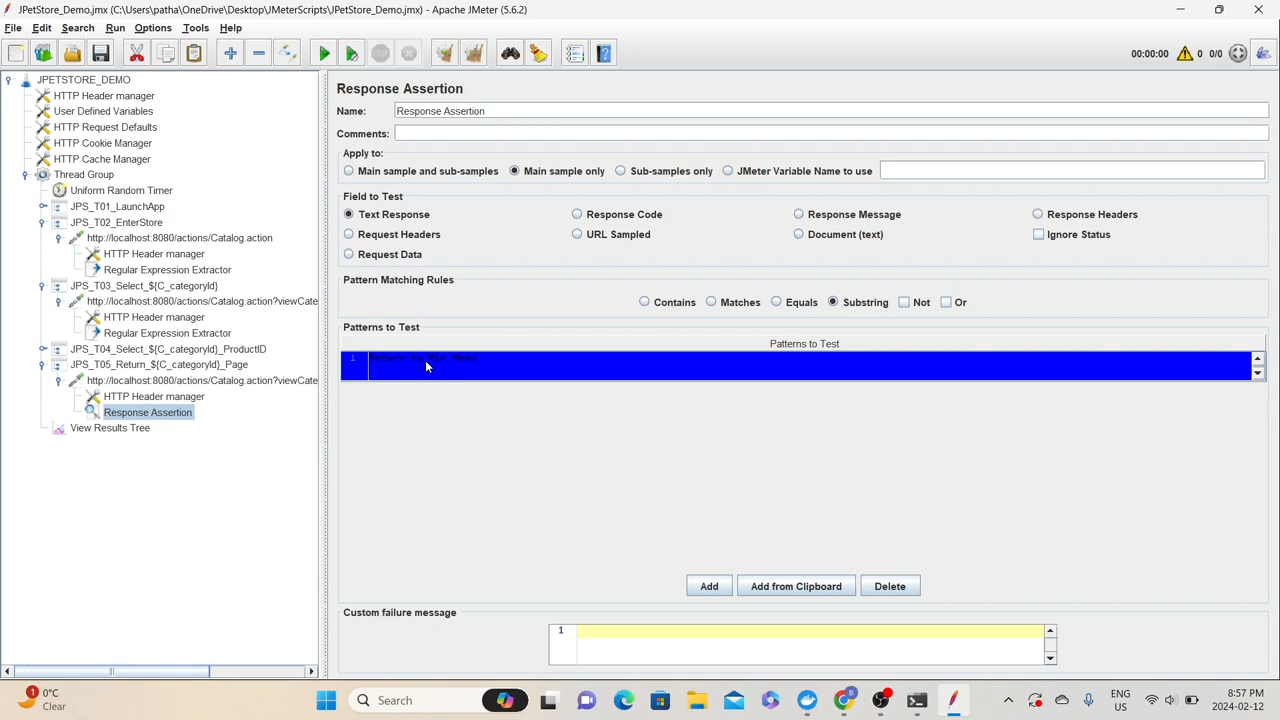 JPetStore_Demo.jmx (C:\Users\patha\OneDrive\Desktop\JMeterScripts\JPetStore_Demo.jmx) - Apache JMeter (5.6.2)
File Edit Search Run Options Tools Help
00:00:00 0 0/0
JPETSTORE_DEMO
HTTP Header manager
User Defined Variables
HTTP Request Defaults
HTTP Cookie Manager
HTTP Cache Manager
Thread Group
Uniform Random Timer
JPS_T01_LaunchApp
JPS_T02_EnterStore
http://localhost:8080/actions/Catalog.action
HTTP Header manager
Regular Expression Extractor
JPS_T03_Select_${C_categoryId}
http://localhost:8080/actions/Catalog.action?viewCate
HTTP Header manager
Regular Expression Extractor
JPS_T04_Select_${C_categoryId}_ProductID
JPS_T05_Return_${C_categoryId}_Page
http://localhost:8080/actions/Catalog.action?viewCate
HTTP Header manager
Response Assertion
View Results Tree
Response Assertion
Name: Response Assertion
Comments:
Apply to:
Main sample and sub-samples Main sample only Sub-samples only JMeter Variable Name to use
Field to Test
Text Response Response Code Response Message Response Headers
Request Headers URL Sampled Document (text) Ignore Status
Request Data
Pattern Matching Rules
Contains Matches Equals Substring Not Or
Patterns to Test
Patterns to Test
1 Return to
Add Add from Clipboard Delete
Custom failure message
1
1 0°C
Clear
Search
8
ENG
US
8:57 PM
2024-02-12